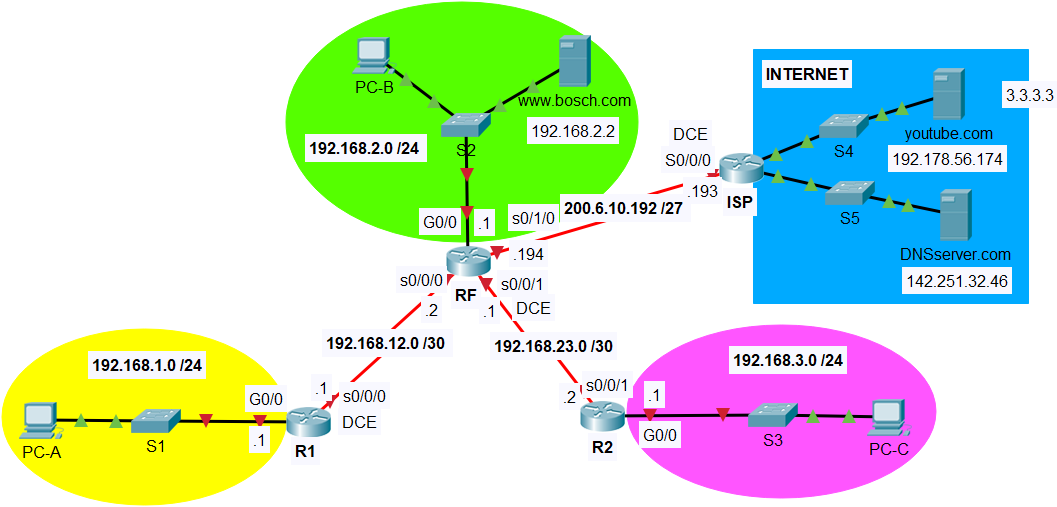 PC-B
www.bosch.com
192.168.2.2
192.168.2.0 /24
S2
G0/0
.1
s0/1/0
.194
RF
INTERNET
3.3.3.3
youtube.com
192.178.56.174
S4
DCE
S0/0/0
.193
ISP
S5
DNSserver.com
142.251.32.46
200.6.10.192 /27
s0/0/0
.2
s0/0/1
.1
DCE
192.168.12.0 /30
192.168.23.0 /30
192.168.1.0 /24
PC-A
S1
G0/0
.1
.1
s0/0/0
DCE
R1
192.168.3.0 /24
.2
s0/0/1
.1
R2
G0/0
S3
PC-C